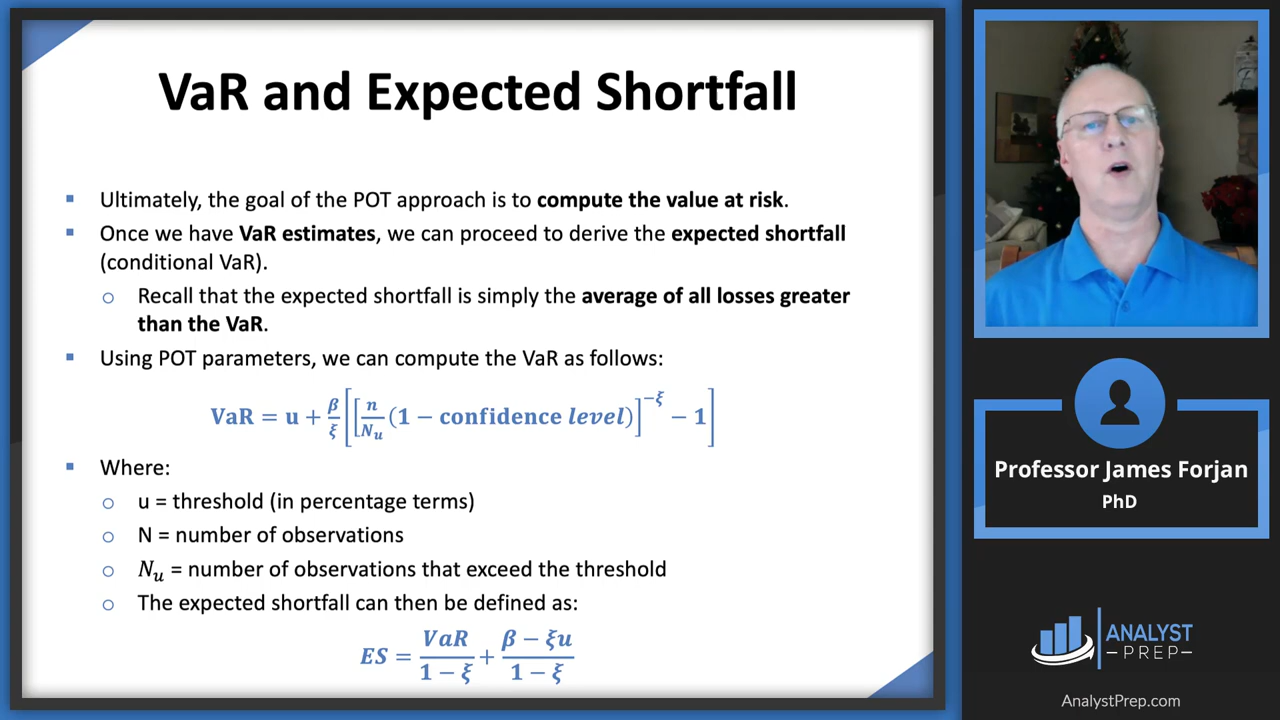 VaR and Expected Shortfall
▪ Ultimately, the goal of the POT approach is to compute the value at risk.
▪ Once we have VaR estimates, we can proceed to derive the expected shortfall
(conditional VaR).
o Recall that the expected shortfall is simply the average of all losses greater
than the VaR.
▪ Using POT parameters, we can compute the VaR as follows:
VaR = u + β/ξ [[n/Nᵤ (1 − confidence level)]^−ξ − 1]
▪ Where:
o u = threshold (in percentage terms)
o N = number of observations
o Nᵤ = number of observations that exceed the threshold
o The expected shortfall can then be defined as:
ES = VaR/(1 − ξ) + (β − ξu)/(1 − ξ)
Professor James Forjan
PhD
ANALYST
–PREP–
AnalystPrep.com